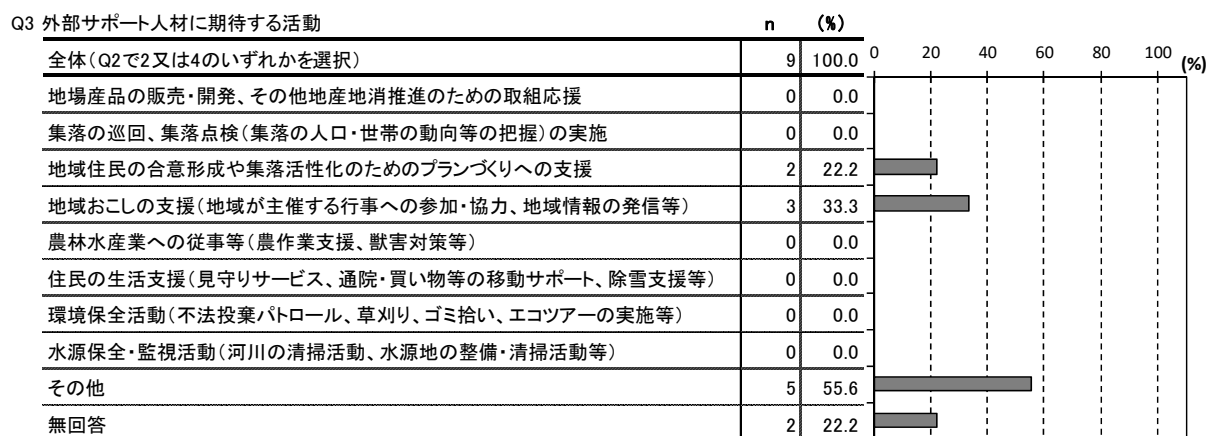 Q3 外部サポート人材に期待する活動 n (%)
全体(Q2で2又は4のいずれかを選択) 9 100.0 0 20 40 60 80 100 (%)
地場産品の販売・開発、その他地産地消推進のための取組応援 0 0.0
集落の巡回、集落点検(集落の人口・世帯の動向等の把握)の実施 0 0.0
地域住民の合意形成や集落活性化のためのプランづくりへの支援 2 22.2
地域おこしの支援(地域が主催する行事への参加・協力、地域情報の発信等) 3 33.3
農林水産業への従事等(農作業支援、獣害対策等) 0 0.0
住民の生活支援(見守りサービス、通院・買い物等の移動サポート、除雪支援等) 0 0.0
環境保全活動(不法投棄パトロール、草刈り、ゴミ拾い、エコツアーの実施等) 0 0.0
水源保全・監視活動(河川の清掃活動、水源地の整備・清掃活動等) 0 0.0
その他 5 55.6
無回答 2 22.2